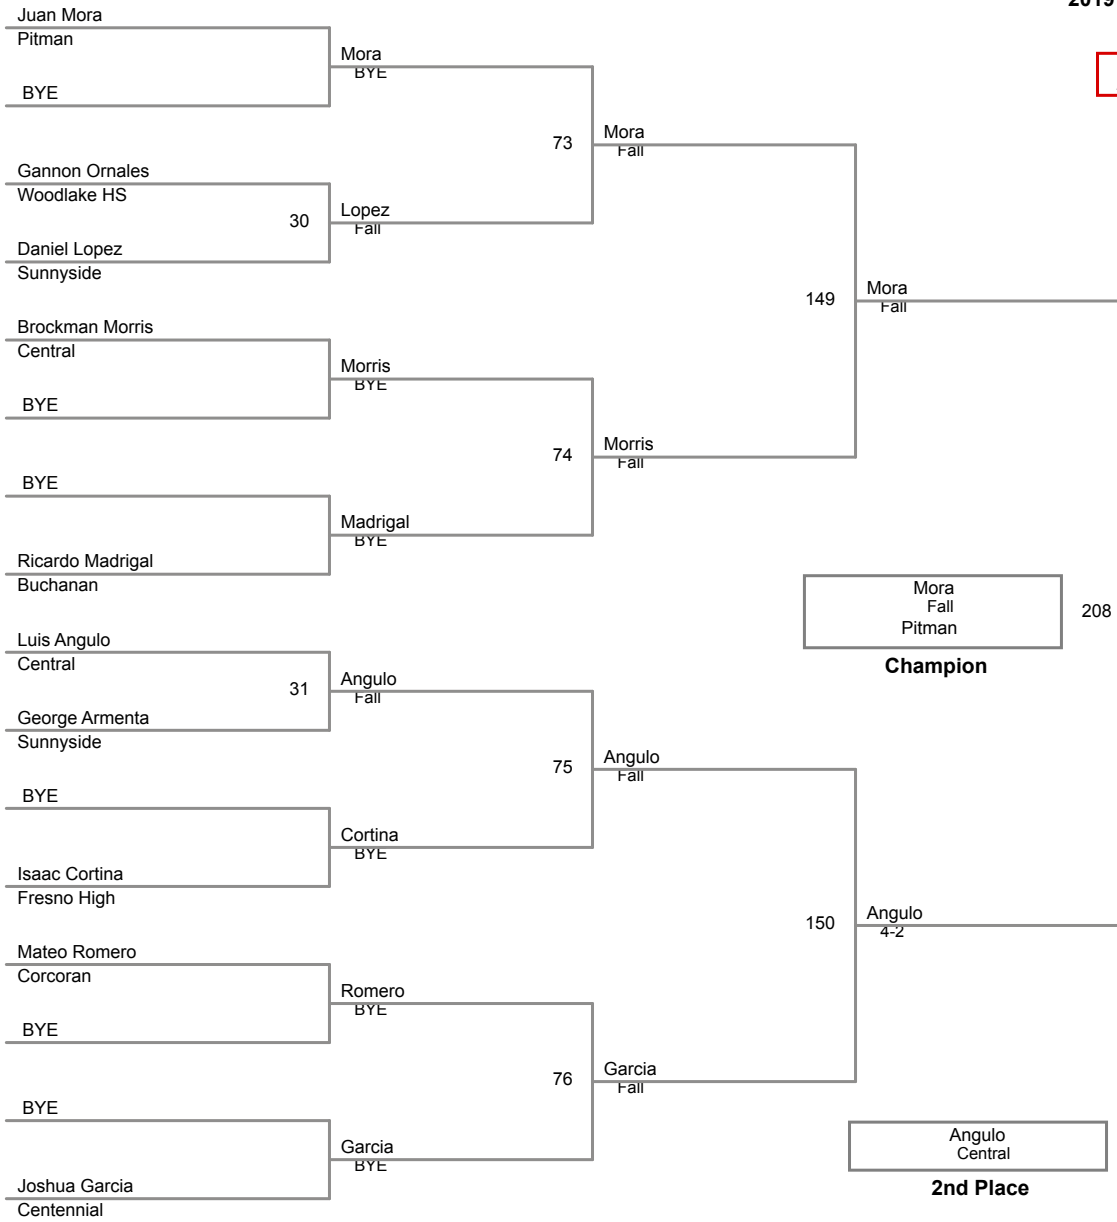 2019
Juan Mora
Pitman
Mora
BYE
BYE
73
Mora
Fall
Gannon Ornales
Woodlake HS
30
Lopez
Fall
Daniel Lopez
Sunnyside
149
Mora
Fall
Brockman Morris
Central
Morris
BYE
BYE
74
Morris
Fall
BYE
Madrigal
BYE
Ricardo Madrigal
Buchanan
Mora
Fall
Pitman
208
Champion
Luis Angulo
Central
31
Angulo
Fall
George Armenta
Sunnyside
75
Angulo
Fall
BYE
Cortina
BYE
Isaac Cortina
Fresno High
150
Angulo
4-2
Mateo Romero
Corcoran
Romero
BYE
BYE
76
Garcia
Fall
BYE
Garcia
BYE
Joshua Garcia
Centennial
Angulo
Central
2nd Place